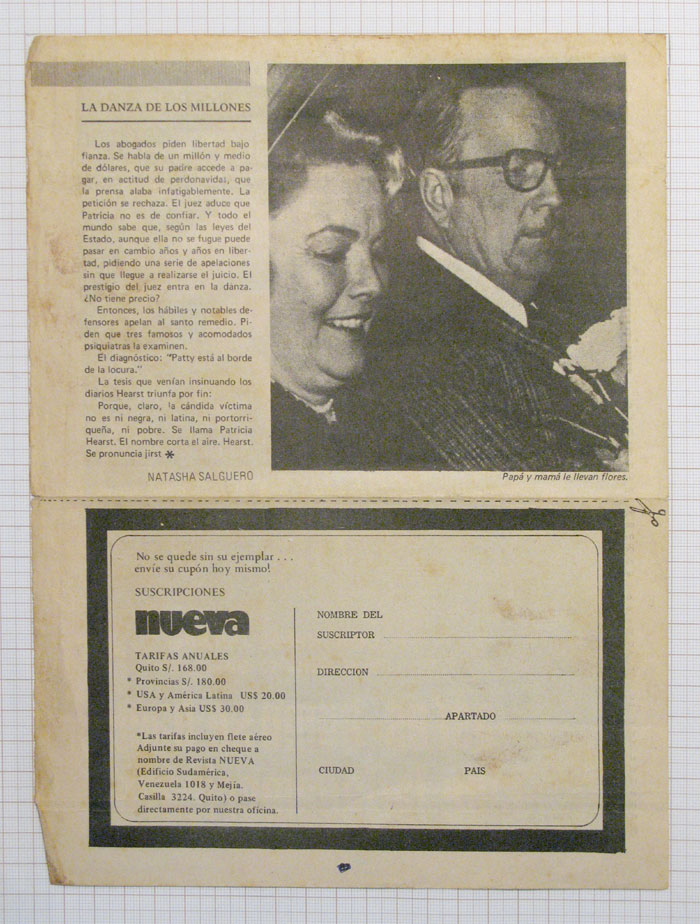 LA DANZA DE LOS MILLONES
Los abogados piden libertad bajo
fianza. Se habla de un millón y medio
de dólares, que su padre accede a pa-
gar, en actitud de perdonavidas, que
la prensa alaba infatigablemente. La
petición se rechaza. El juez aduce que
Patricia no es de confiar. Y todo el
mundo sabe que, según las leyes del
Estado, aunque ella no se fugue puede
pasar en cambio años y años en liber-
tad, pidiendo una serie de apelaciones
sin que llegue a realizarse el juicio. El
prestigio del juez entra en la danza.
¿No tiene precio?
Entonces, los hábiles y notables de-
fensores apelan al santo remedio. Pi-
den que tres famosos y acomodados
psiquiatras la examinen.
El diagnóstico: "Patty está al borde
de la locura."
La tesis que venían insinuando los
diarios Hearst triunfa por fin:
Porque, claro, la cándida víctima
no es ni negra, ni latina, ni portorri-
queña, ni pobre. Se llama Patricia
Hearst. El nombre corta el aire. Hearst.
Se pronuncia jirst *
NATASHA SALGUERO
Papá y mamá le llevan flores.
No se quede sin su ejemplar . . .
envíe su cupón hoy mismo!
SUSCRIPCIONES
nueva
TARIFAS ANUALES
Quito S/. 168.00
* Provincias S/. 180.00
* USA y América Latina US$ 20.00
* Europa y Asia US$ 30.00
*Las tarifas incluyen flete aéreo
Adjunte su pago en cheque a
nombre de Revista NUEVA
(Edificio Sudamérica,
Venezuela 1018 y Mejía.
Casilla 3224. Quito) o pase
directamente por nuestra oficina.
NOMBRE DEL
SUSCRIPTOR
DIRECCION
APARTADO
CIUDAD PAIS